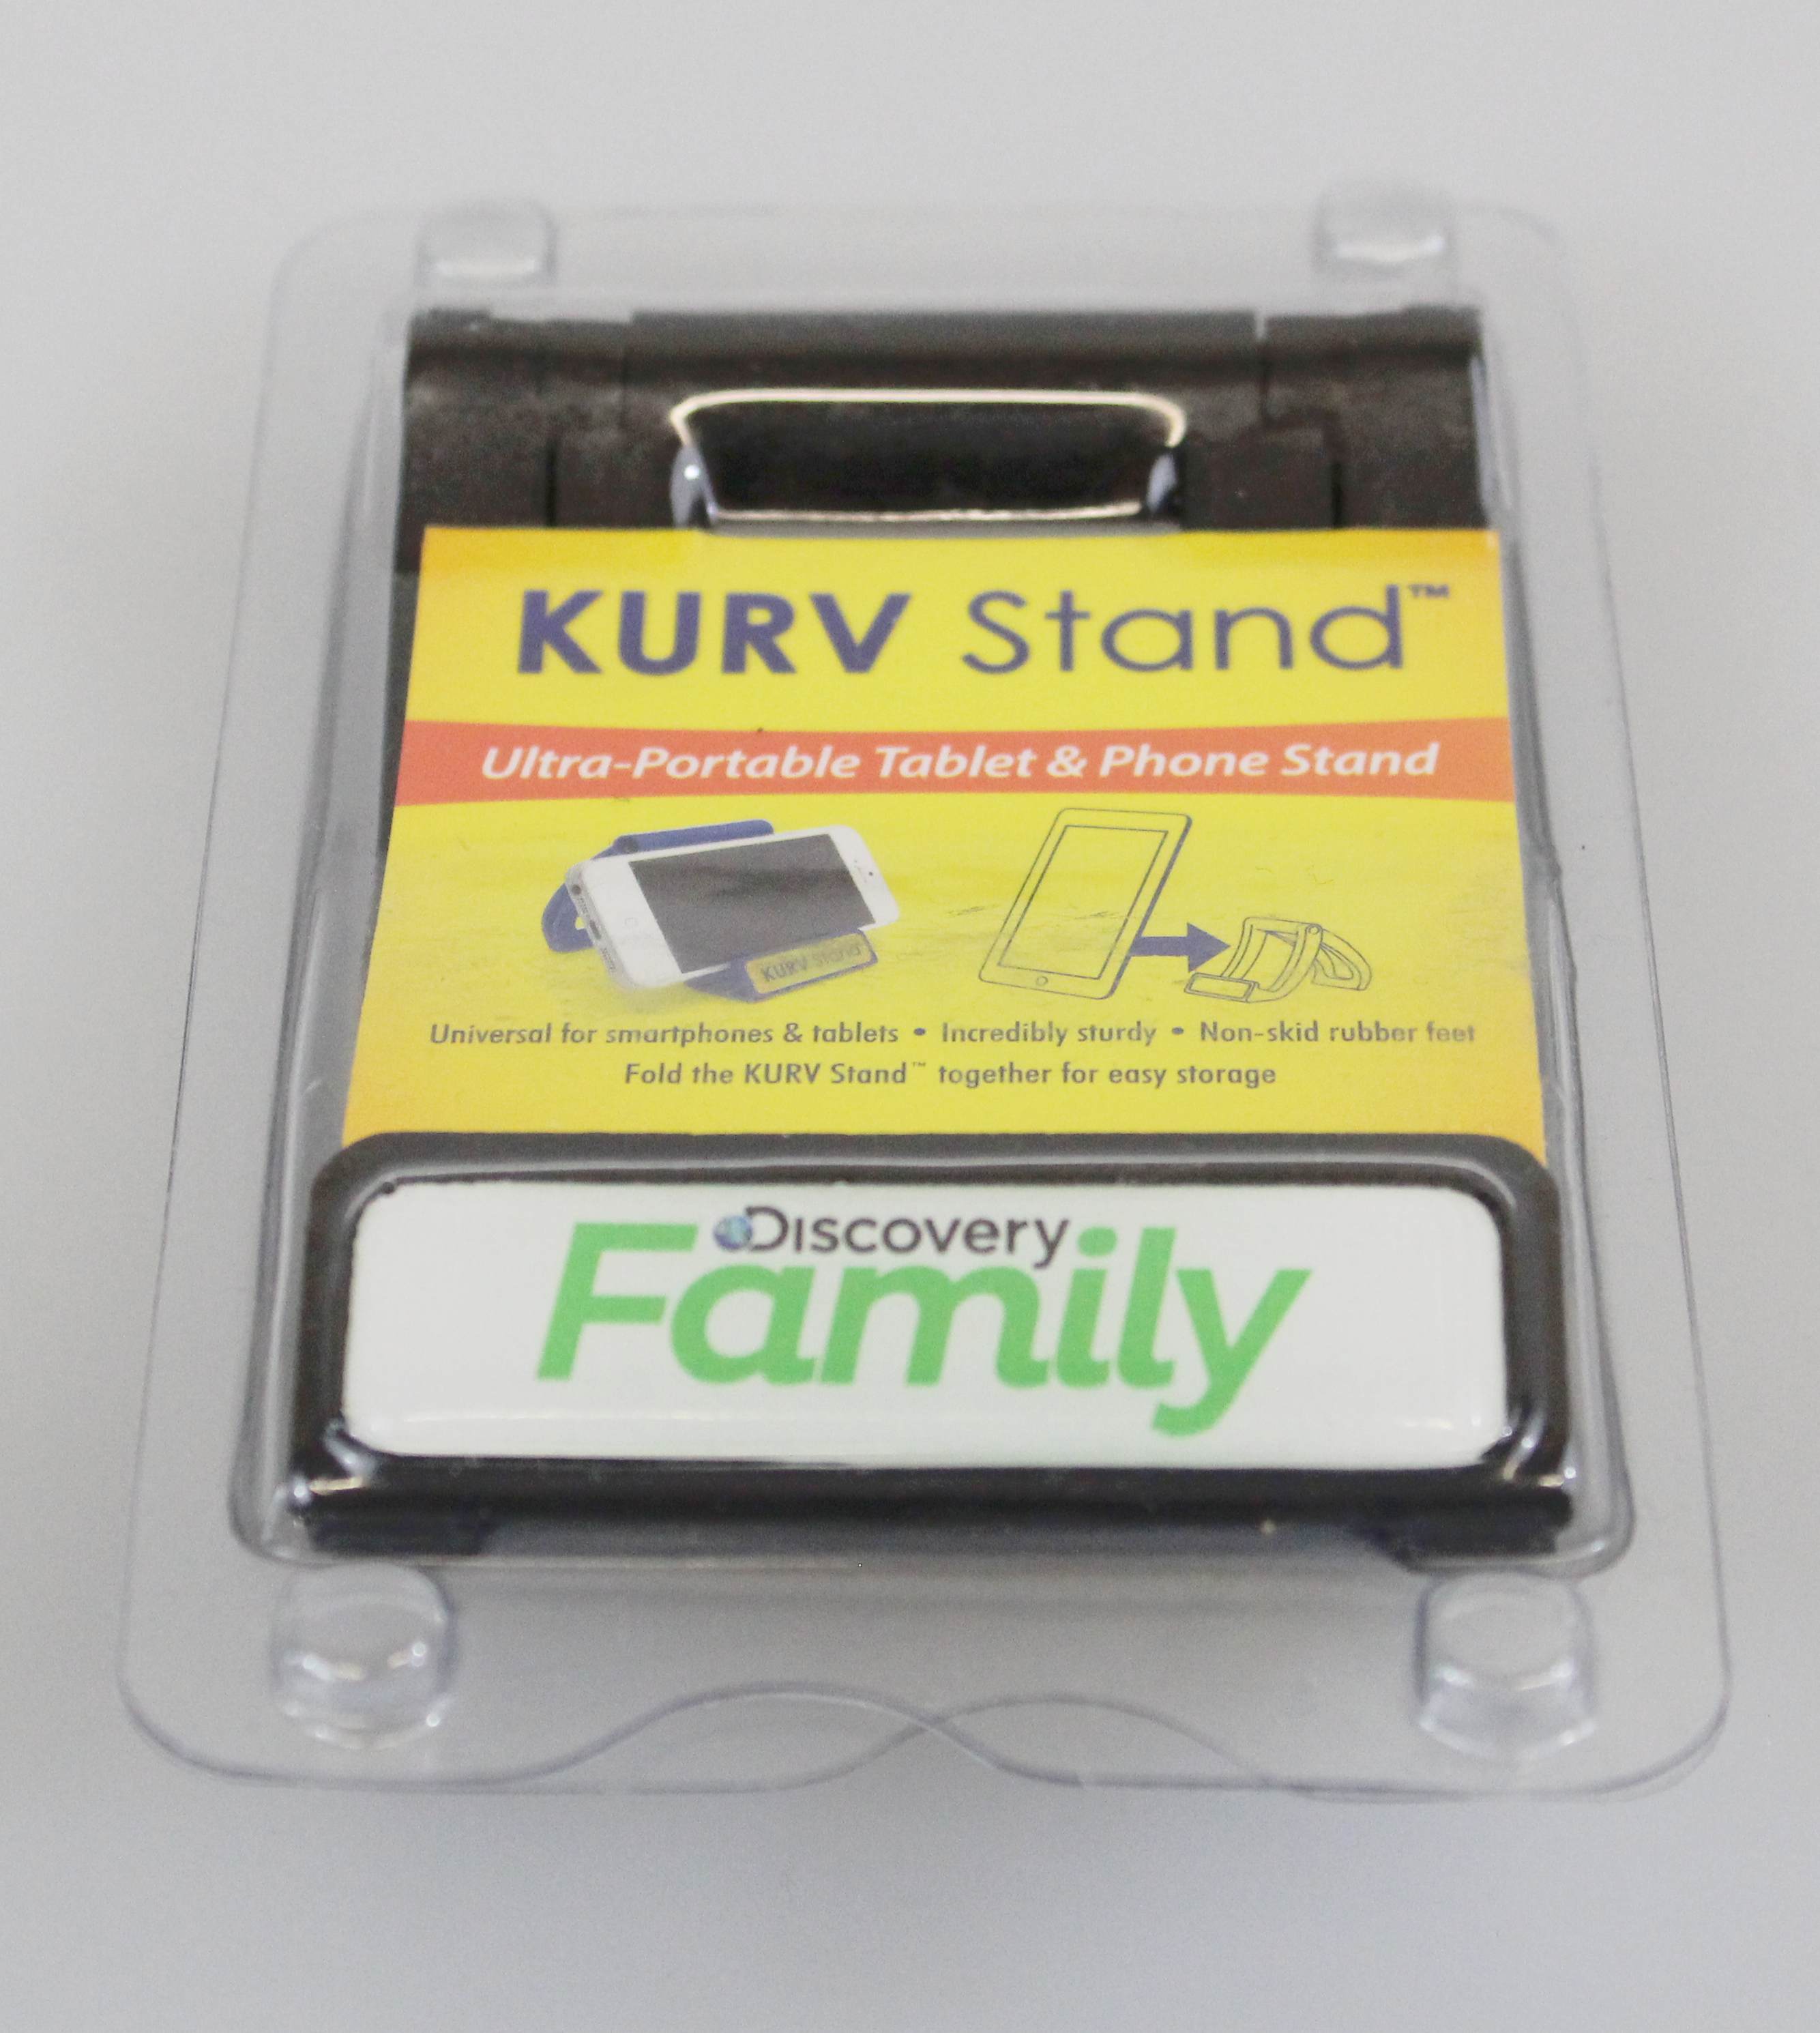 KURV Stand™
Ultra-Portable Tablet & Phone Stand
KURV Stand
Universal for smartphones & tablets • Incredibly sturdy • Non-skid rubber feet
Fold the KURV Stand™ together for easy storage
Discovery
Family